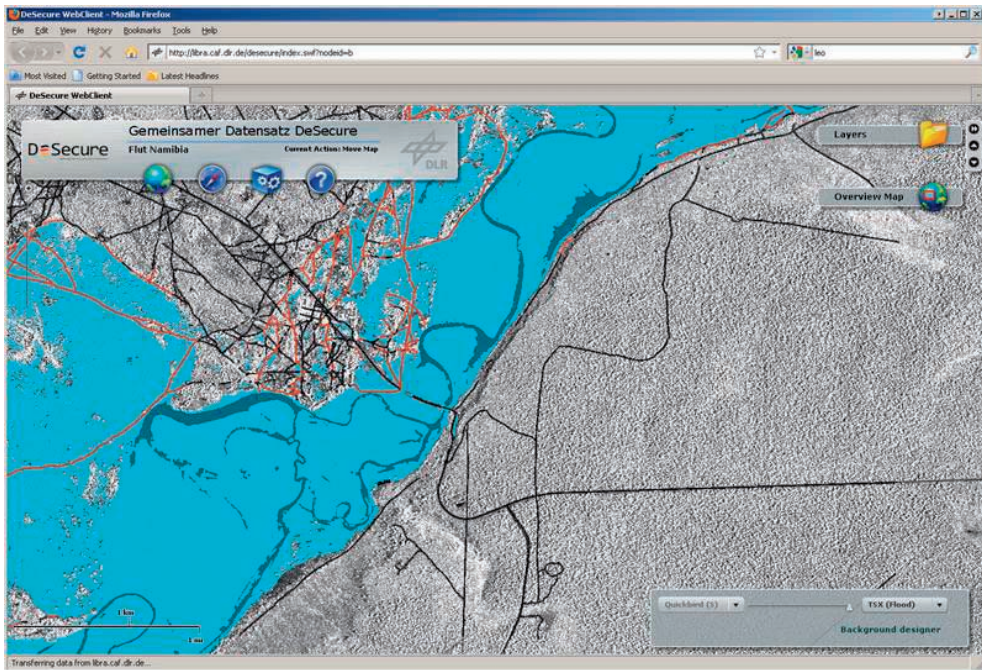 DeSecure WebClient - Mozilla Firefox
File Edit View History Bookmarks Tools Help
http://libra.caf.dlr.de/desecure/index.swf?nodeid=b
leo
Most Visited Getting Started Latest Headlines
DeSecure WebClient
Gemeinsamer Datensatz DeSecure
DeSecure
Flut Namibia
Current Action: Move Map
DLR
Layers
Overview Map
1 km
Quickbird (S)
TSX (Flood)
Background designer
Transferring data from libra.caf.dlr.de...